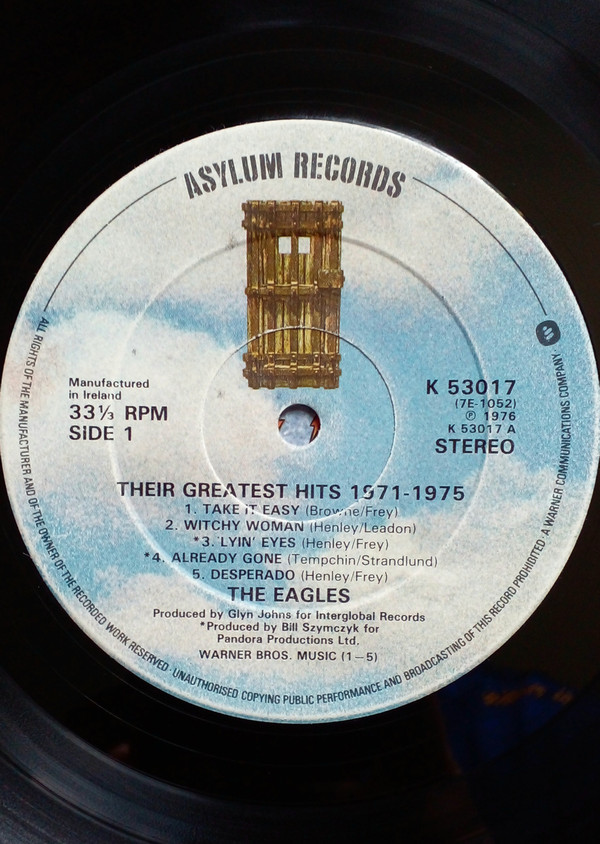 ASYLUM RECORDS
Manufactured
in Ireland
33⅓ RPM
SIDE 1
K 53017
(7E-1052)
℗ 1976
K 53017 A
STEREO
THEIR GREATEST HITS 1971-1975
1. TAKE IT EASY (Browne/Frey)
2. WITCHY WOMAN (Henley/Leadon)
*3. LYIN' EYES (Henley/Frey)
*4. ALREADY GONE (Tempchin/Strandlund)
5. DESPERADO (Henley/Frey)
THE EAGLES
Produced by Glyn Johns for Interglobal Records
*Produced by Bill Szymczyk for
Pandora Productions Ltd.
WARNER BROS. MUSIC (1–5)
ALL RIGHTS OF THE MANUFACTURER AND OF THE OWNER OF THE RECORDED WORK RESERVED · UNAUTHORISED COPYING PUBLIC PERFORMANCE AND BROADCASTING OF THIS RECORD PROHIBITED · A WARNER COMMUNICATIONS COMPANY